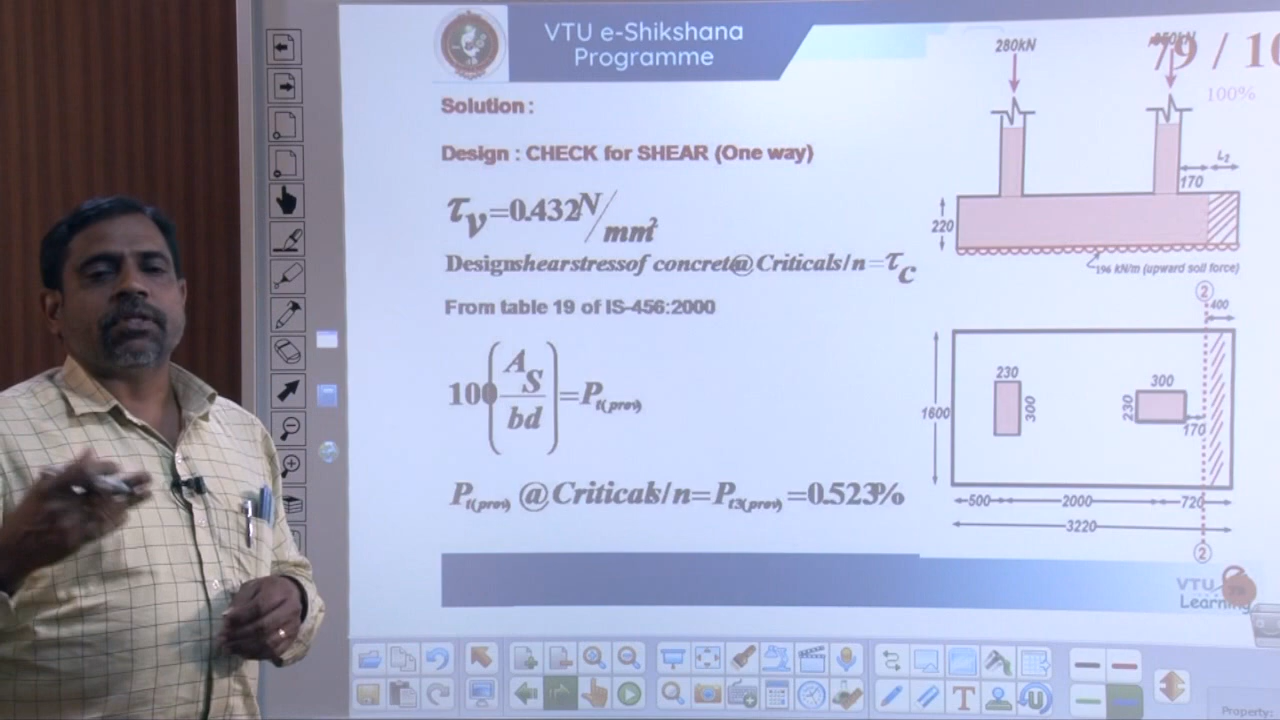 VTU e-Shikshana
Programme
79 / 10
100%
Solution :
Design : CHECK for SHEAR (One way)
τv=0.432N/mm²
Designshearstressof concrete@Criticals/n=τc
From table 19 of IS-456:2000
100(AS/bd)=Pt(prov)
Pt(prov) @Criticals/n=Pt3(prov)=0.523%
280kN
L2
170
220
196 kN/m (upward soil force)
2
400
230
300
300
230
1600
170
500
2000
720
3220
2
VTU
Learning
T
Property: